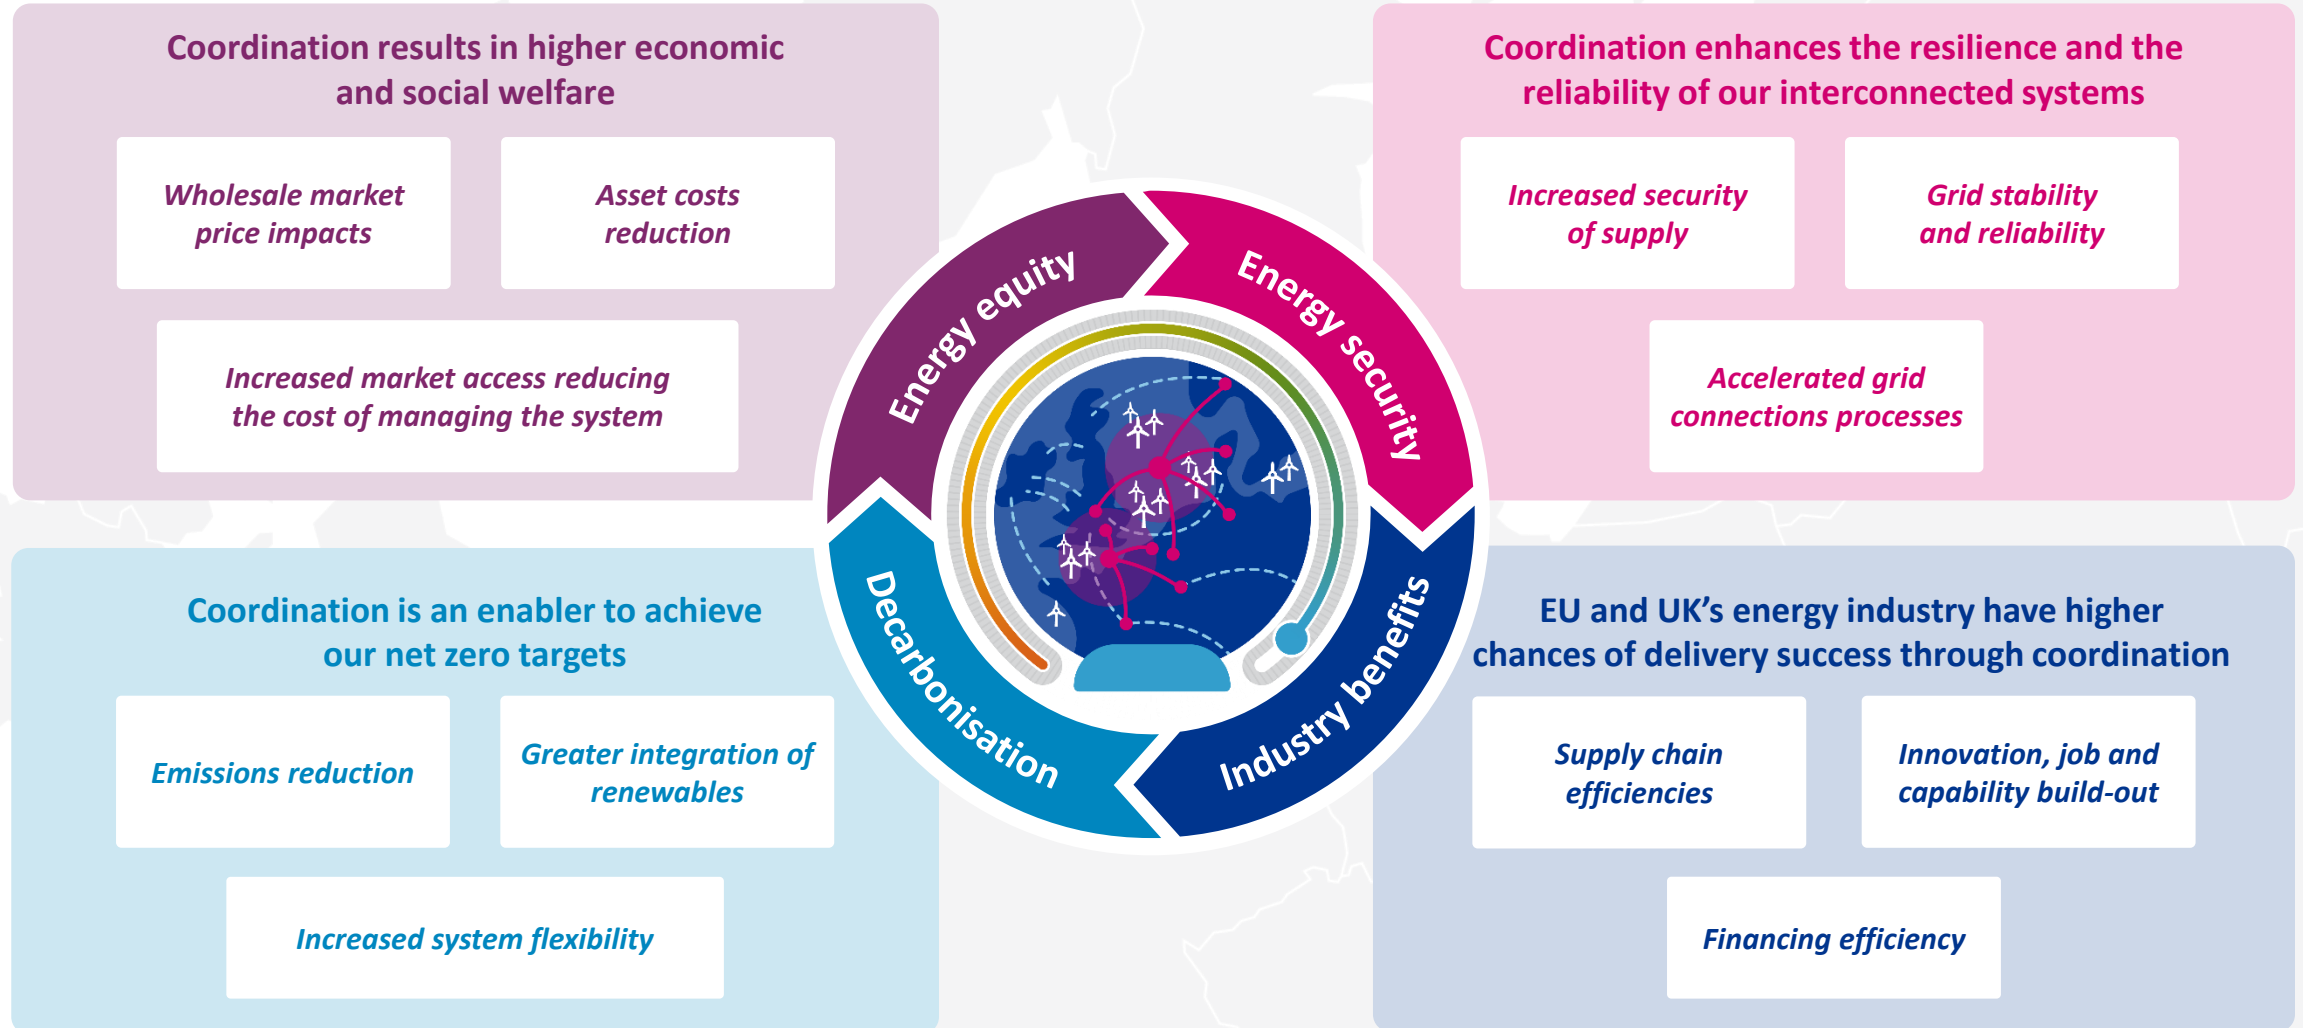 Coordination results in higher economic
and social welfare
Wholesale market
price impacts
Asset costs
reduction
Increased market access reducing
the cost of managing the system
Coordination enhances the resilience and the
reliability of our interconnected systems
Increased security
of supply
Grid stability
and reliability
Accelerated grid
connections processes
Energy equity
Energy security
Decarbonisation
Industry benefits
Coordination is an enabler to achieve
our net zero targets
Emissions reduction
Greater integration of
renewables
Increased system flexibility
EU and UK’s energy industry have higher
chances of delivery success through coordination
Supply chain
efficiencies
Innovation, job and
capability build-out
Financing efficiency